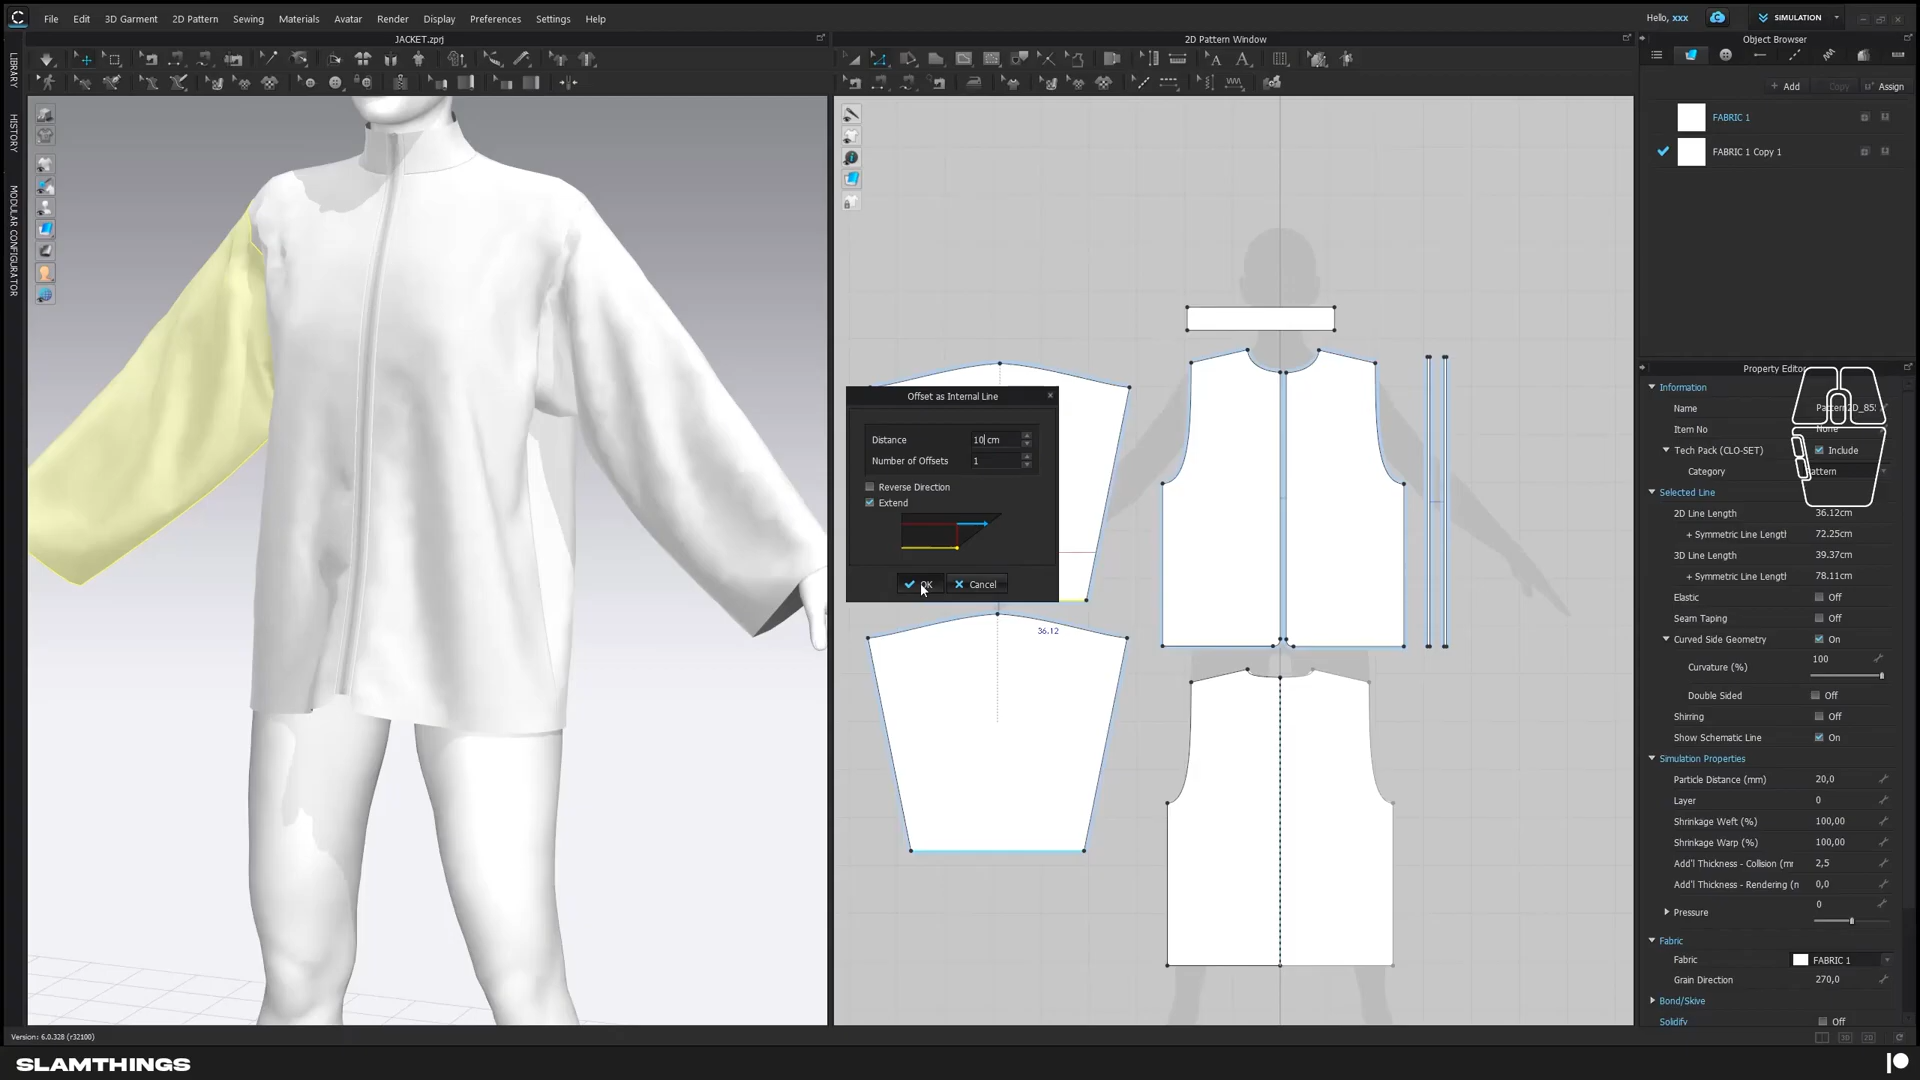 File Edit 3D Garment 2D Pattern Sewing Materials Avatar Render Display Preferences Settings Help
Hello, xxx
SIMULATION
JACKET.zprj
2D Pattern Window
Object Browser
LIBRARY
HISTORY
MODULAR CONFIGURATOR
+ Add
Copy
Assign
FABRIC 1
FABRIC 1 Copy 1
Offset as Internal Line
Distance 10 cm
Number of Offsets 1
Reverse Direction
Extend
OK
Cancel
36.12
Property Editor
Information
Name
Item No None
Tech Pack (CLO-SET) Include
Category
Selected Line
2D Line Length 36.12cm
+ Symmetric Line Lengt 72.25cm
3D Line Length 39.37cm
+ Symmetric Line Lengt 78.11cm
Elastic Off
Seam Taping Off
Curved Side Geometry On
Curvature (%) 100
Double Sided Off
Shirring Off
Show Schematic Line On
Simulation Properties
Particle Distance (mm) 20,0
Layer 0
Shrinkage Weft (%) 100,00
Shrinkage Warp (%) 100,00
Add'l Thickness - Collision (mr 2,5
Add'l Thickness - Rendering (n 0,0
Pressure 0
Fabric
Fabric FABRIC 1
Grain Direction 270,0
Bond/Skive
Solidify Off
Version: 6.0.328 (r32100)
3D
2D
SLAMTHINGS